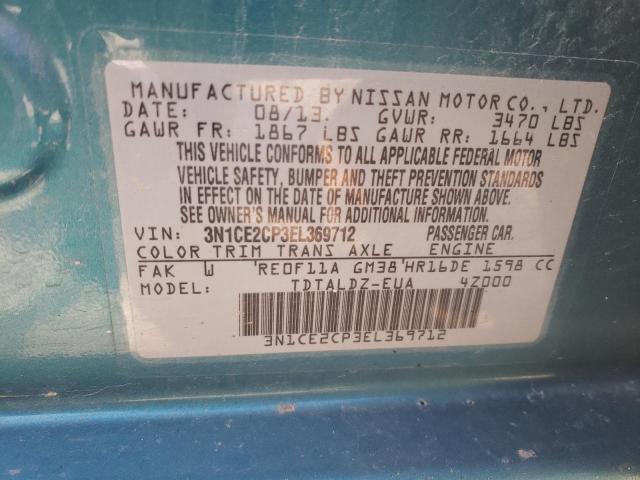 MANUFACTURED BY NISSAN MOTOR CO., LTD.
DATE: 08/13. GVWR: 3470 LBS
GAWR FR: 1867 LBS GAWR RR: 1664 LBS
THIS VEHICLE CONFORMS TO ALL APPLICABLE FEDERAL MOTOR
VEHICLE SAFETY, BUMPER AND THEFT PREVENTION STANDARDS
IN EFFECT ON THE DATE OF MANUFACTURE SHOWN ABOVE.
SEE OWNER'S MANUAL FOR ADDITIONAL INFORMATION.
VIN: 3N1CE2CP3EL369712 PASSENGER CAR.
COLOR TRIM TRANS AXLE ENGINE
FAK W 'RE0F11A GM38'HR16DE 1598 CC
MODEL: TDTALDZ-EUA 4Z000
3N1CE2CP3EL369712